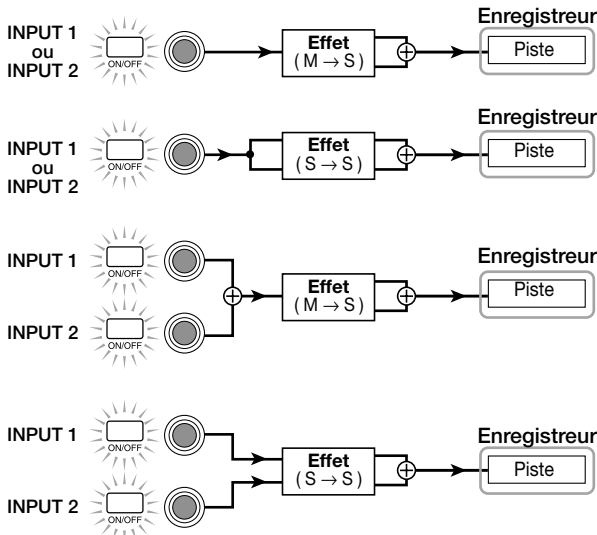 INPUT 1
ou
INPUT 2
ON/OFF
Effet
( M → S )
Enregistreur
Piste
INPUT 1
ou
INPUT 2
ON/OFF
Effet
( S → S )
Enregistreur
Piste
INPUT 1
ON/OFF
INPUT 2
ON/OFF
Effet
( M → S )
Enregistreur
Piste
INPUT 1
ON/OFF
INPUT 2
ON/OFF
Effet
( S → S )
Enregistreur
Piste